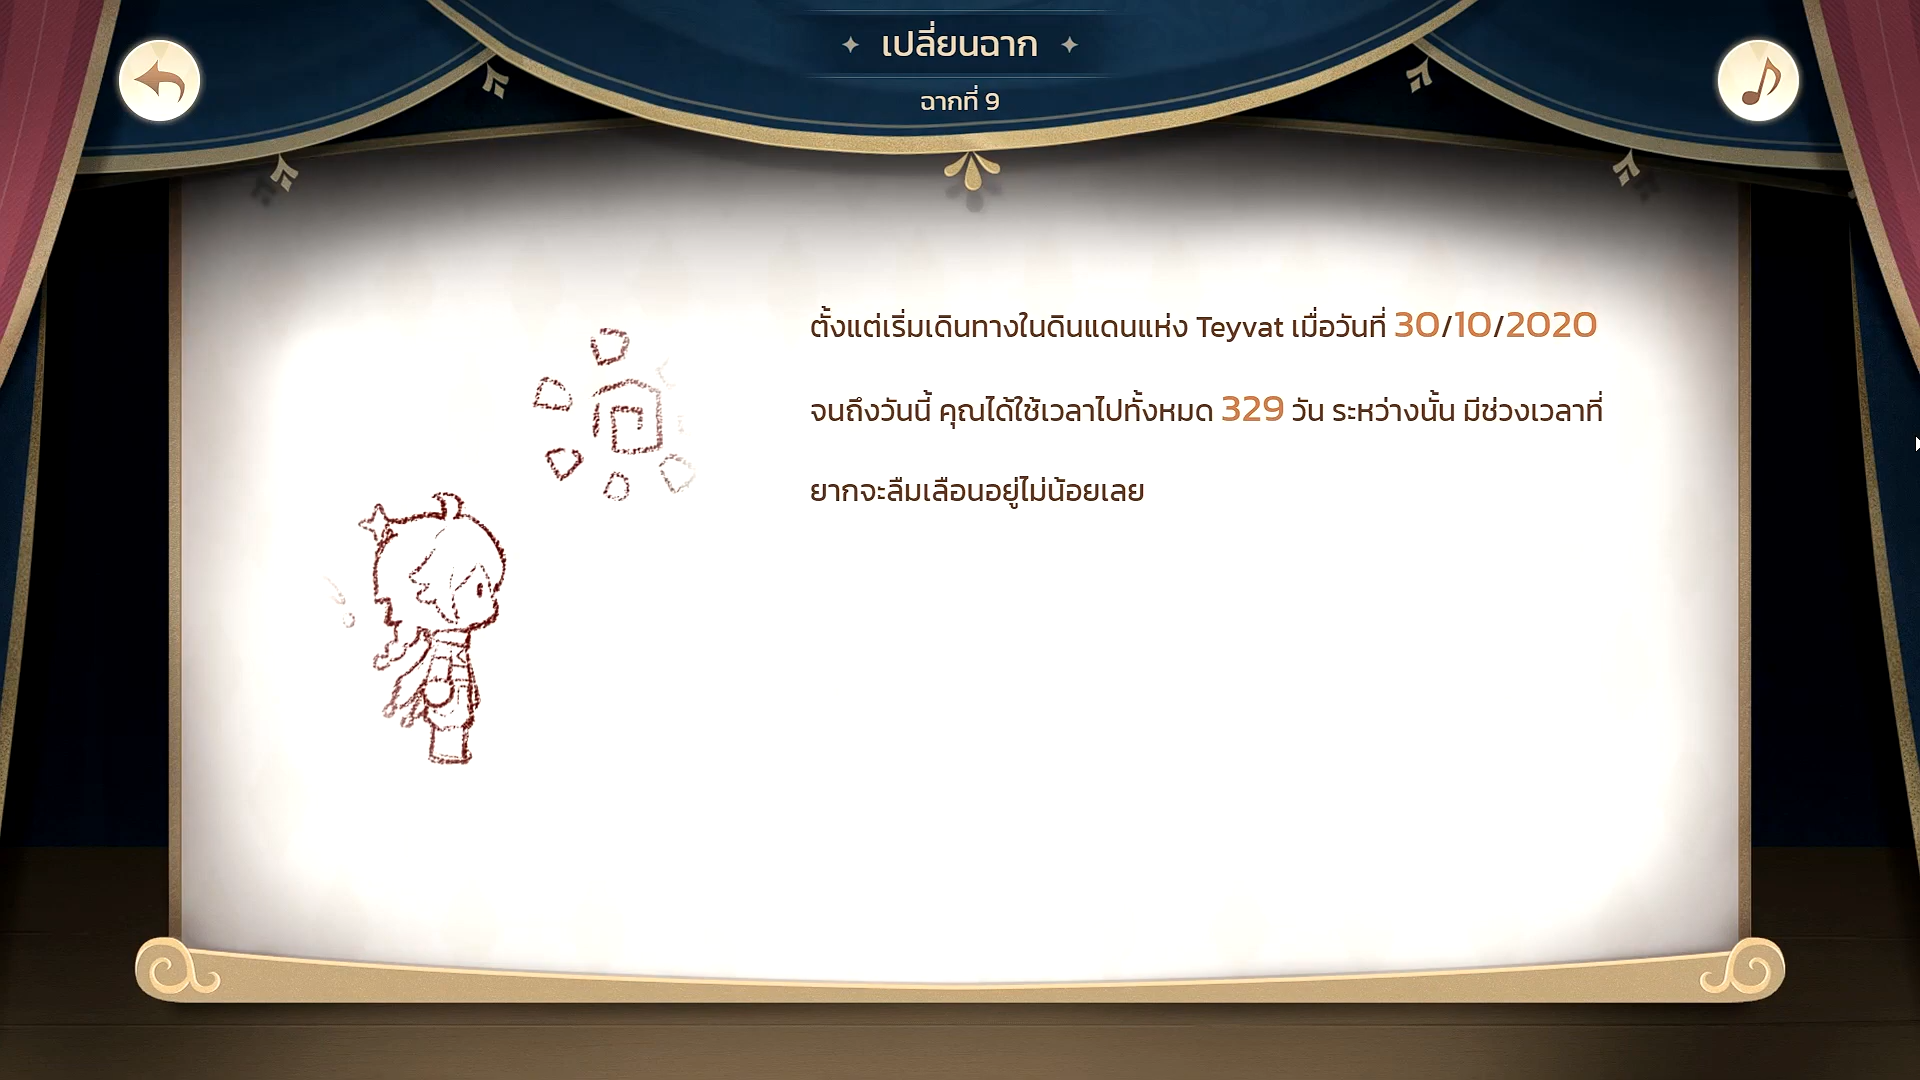 เปลี่ยนฉาก
ฉากที่ 9
ตั้งแต่เริ่มเดินทางในดินแดนแห่ง Teyvat เมื่อวันที่ 30/10/2020
จนถึงวันนี้ คุณได้ใช้เวลาไปทั้งหมด 329 วัน ระหว่างนั้น มีช่วงเวลาที่
ยากจะลืมเลือนอยู่ไม่น้อยเลย